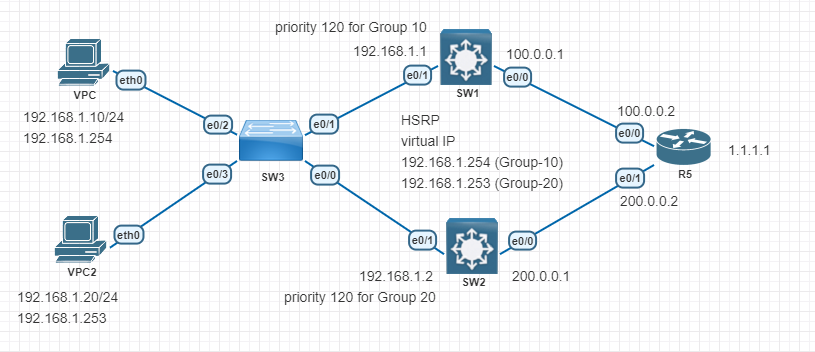 priority 120 for Group 10
192.168.1.1
100.0.0.1
e0/1
e0/0
SW1
eth0
VPC
192.168.1.10/24
192.168.1.254
e0/2
e0/1
SW3
e0/3
e0/0
HSRP
virtual IP
192.168.1.254 (Group-10)
192.168.1.253 (Group-20)
100.0.0.2
e0/0
1.1.1.1
R5
e0/1
200.0.0.2
eth0
VPC2
192.168.1.20/24
192.168.1.253
e0/1
e0/0
192.168.1.2
SW2
200.0.0.1
priority 120 for Group 20